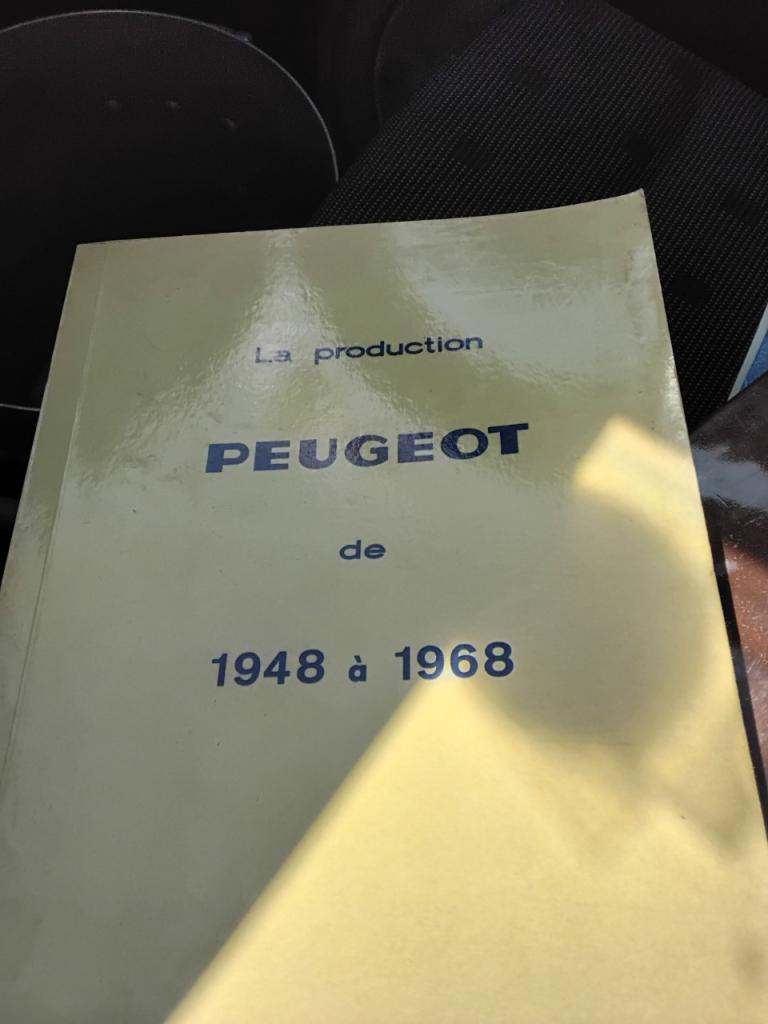 La production
PEUGEOT
de
1948 à 1968